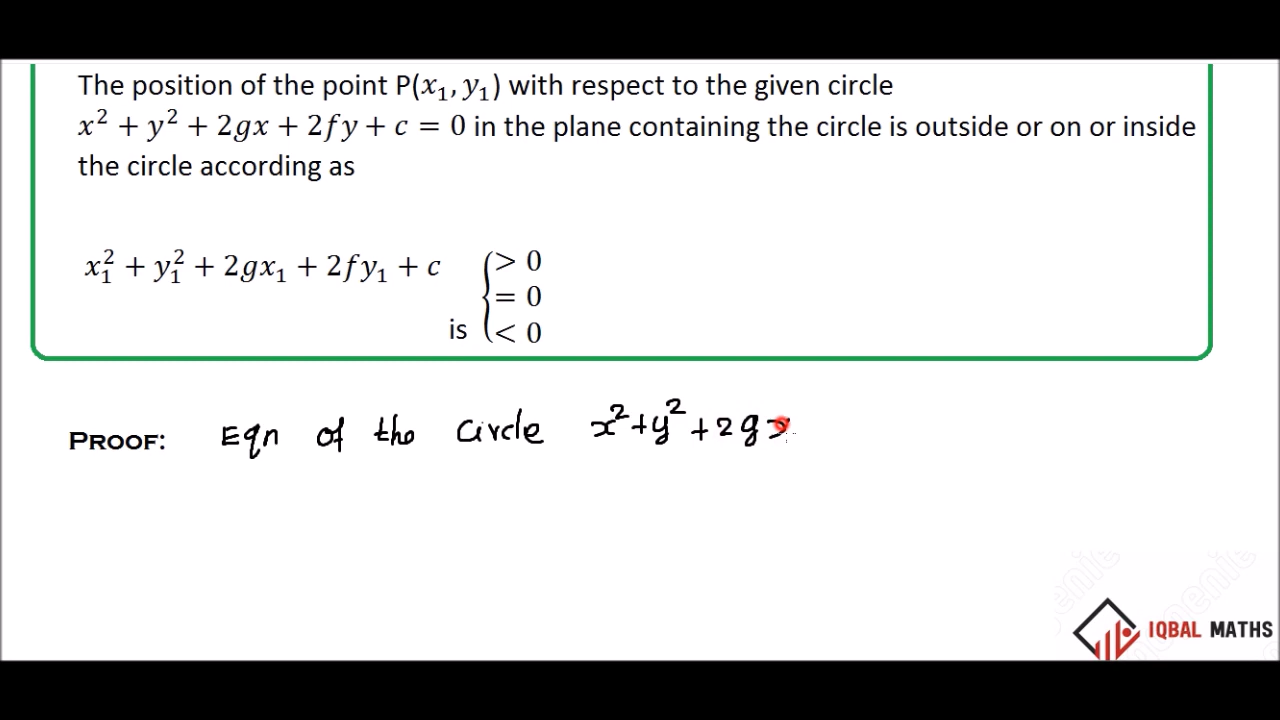 The position of the point P(x₁, y₁) with respect to the given circle
x² + y² + 2gx + 2fy + c = 0 in the plane containing the circle is outside or on or inside
the circle according as
x₁² + y₁² + 2gx₁ + 2fy₁ + c is { > 0
= 0
< 0
PROOF: Eqn of the circle x²+y²+2gx
IQBAL MATHS